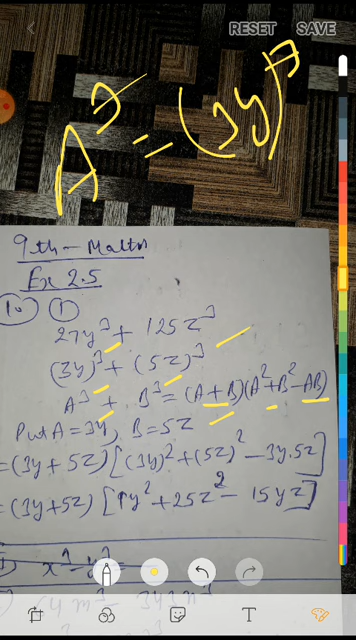 RESET SAVE
A³ = (3y)³
9th - Math
Ex 2.5
10) ①
27y³ + 125z³
(3y)³ + (5z)³
A³ + B³ = (A + B)(A² + B² - AB)
Put A = 3y, B = 5z
= (3y + 5z) [(3y)² + (5z)² - 3y.5z]
= (3y + 5z) [9y² + 25z² - 15yz]
T